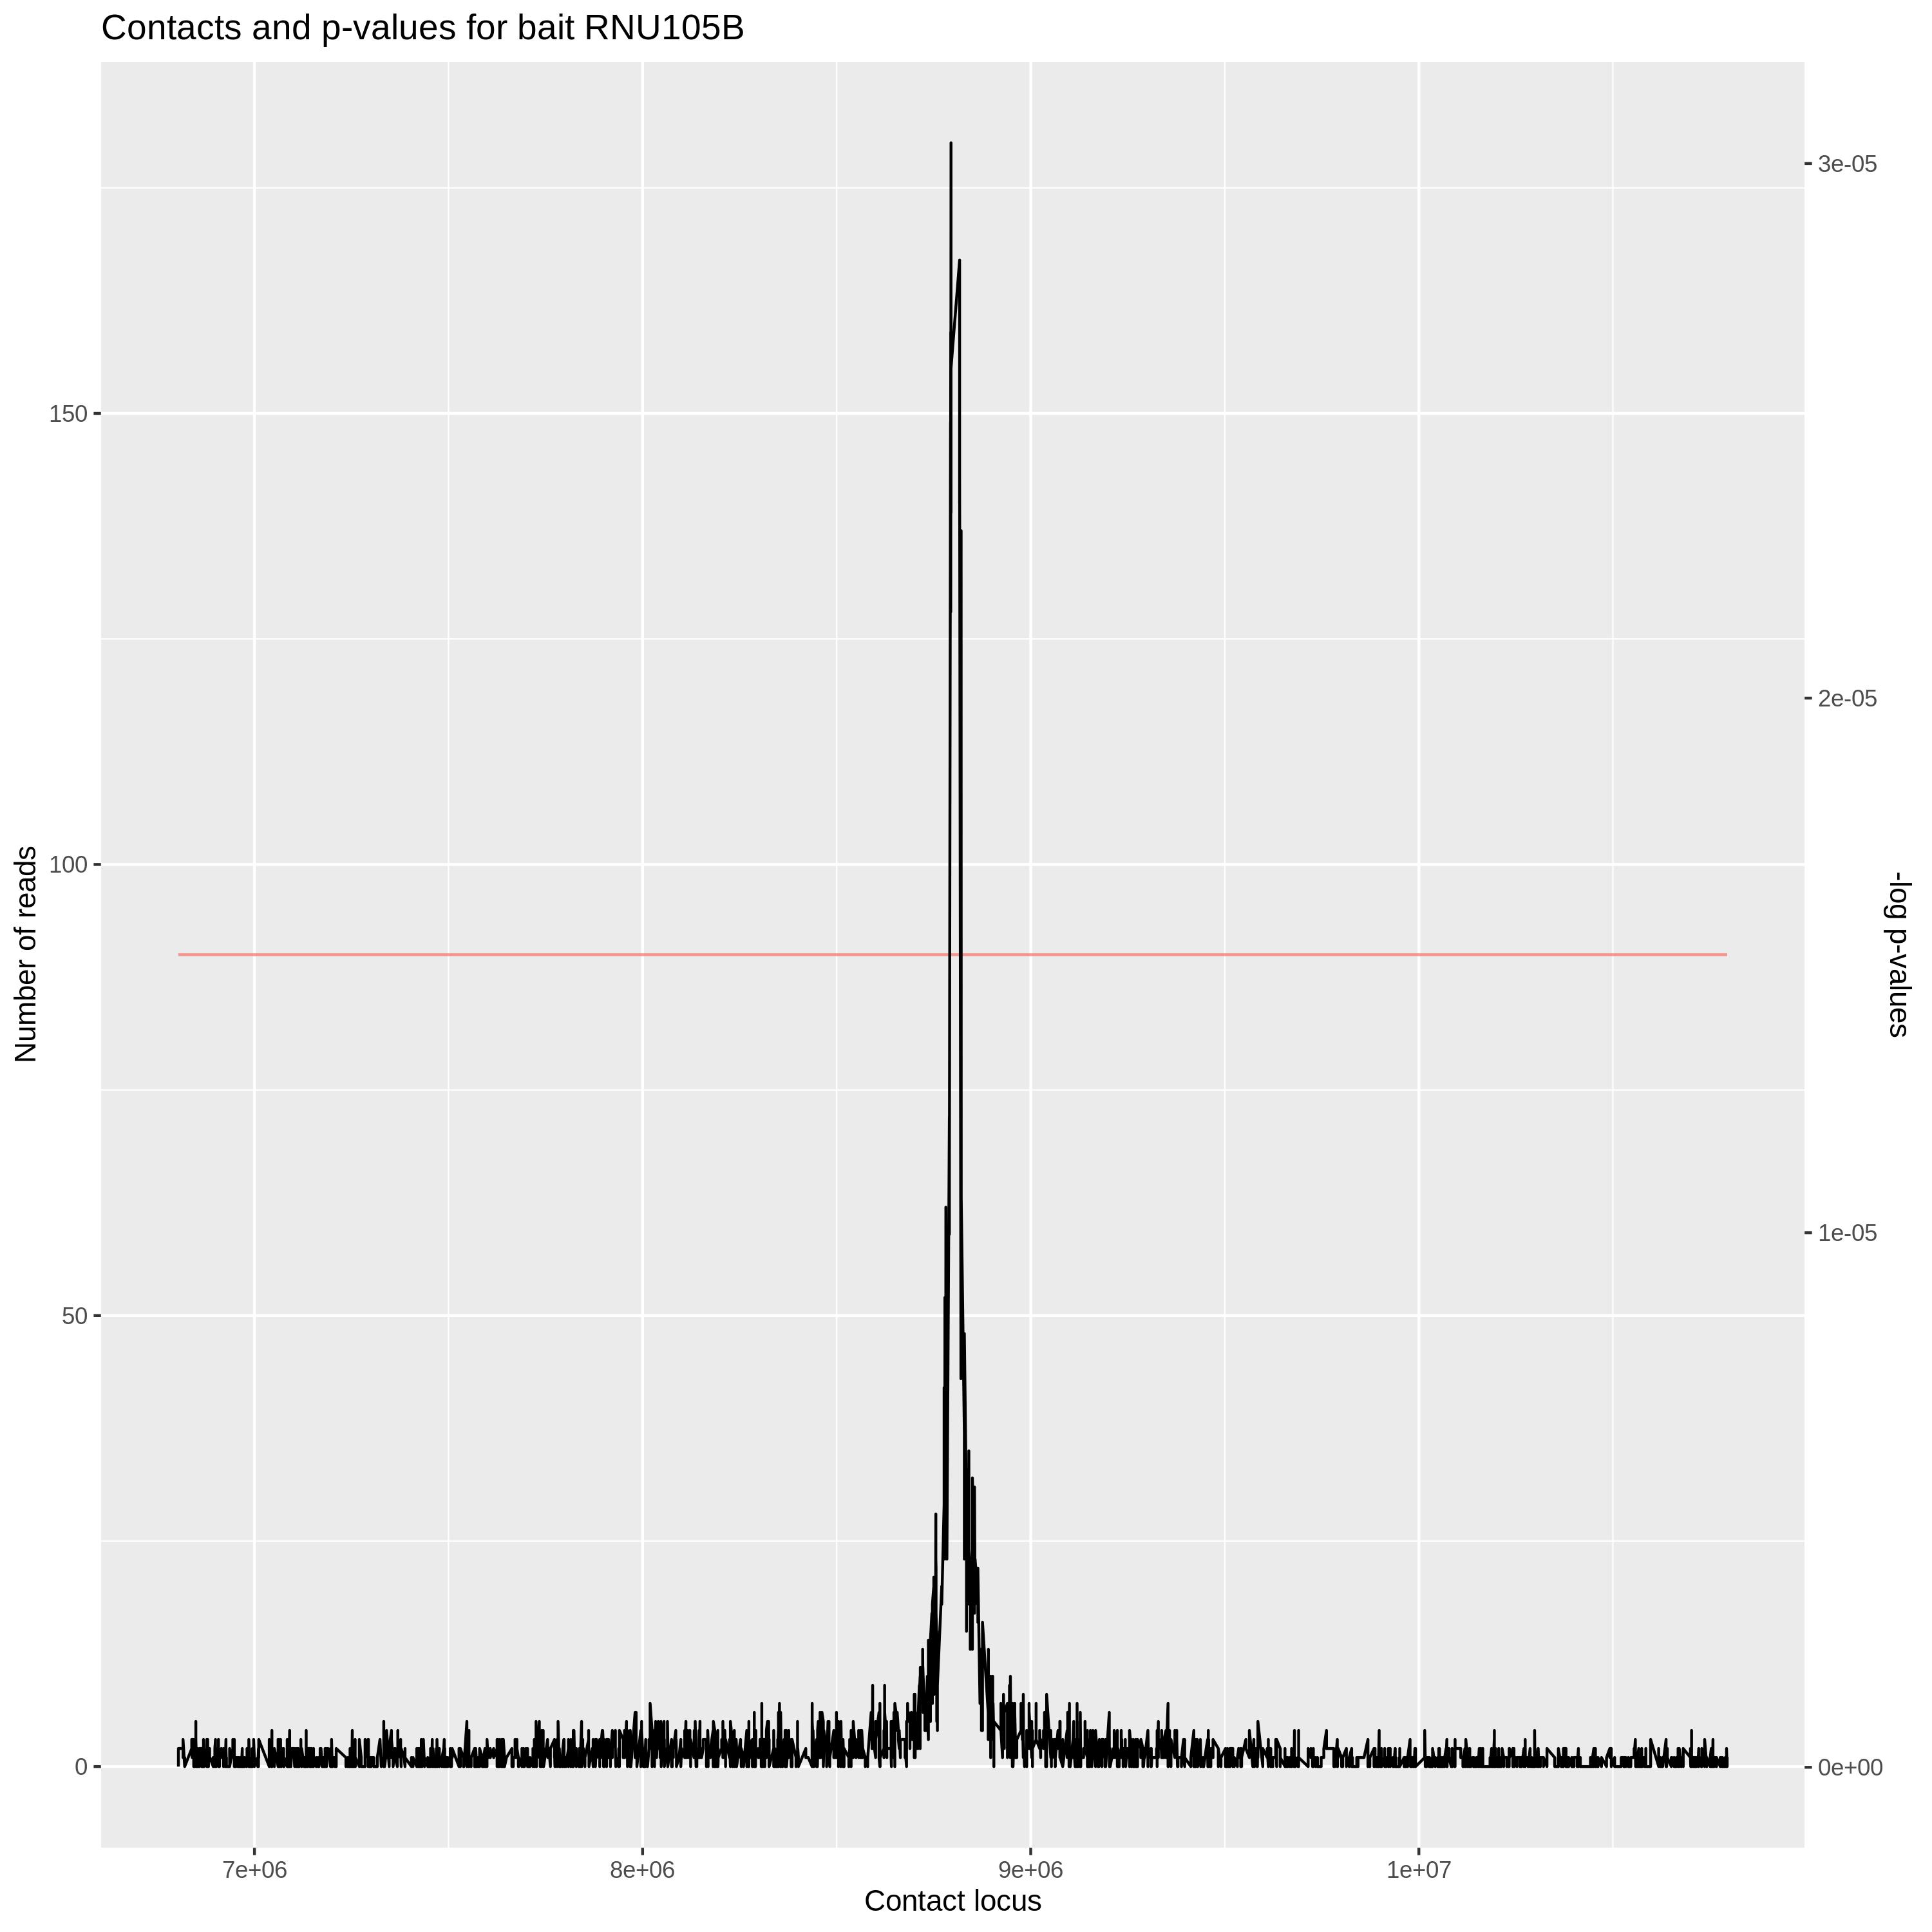 Contacts and p-values for bait RNU105B
Number of reads
150
100
50
0
3e-05
2e-05
1e-05
0e+00
-log p-values
7e+06
8e+06
9e+06
1e+07
Contact locus